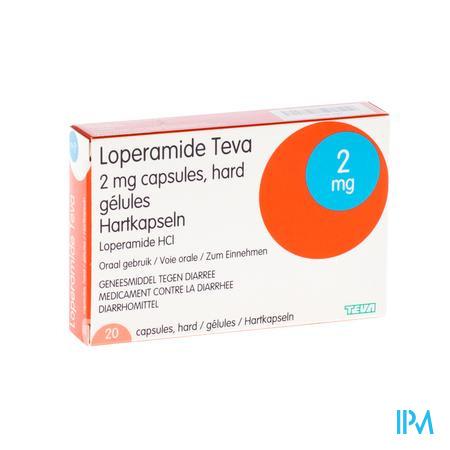 Loperamide Teva
2 mg capsules, hard
gélules
Hartkapseln
Loperamide HCl
Oraal gebruik / Voie orale / Zum Einnehmen
GENEESMIDDEL TEGEN DIARREE
MEDICAMENT CONTRE LA DIARRHEE
DIARRHOMITTEL
20 capsules, hard / gélules / Hartkapseln
2
mg
TEVA
Loperamide Teva
IPM